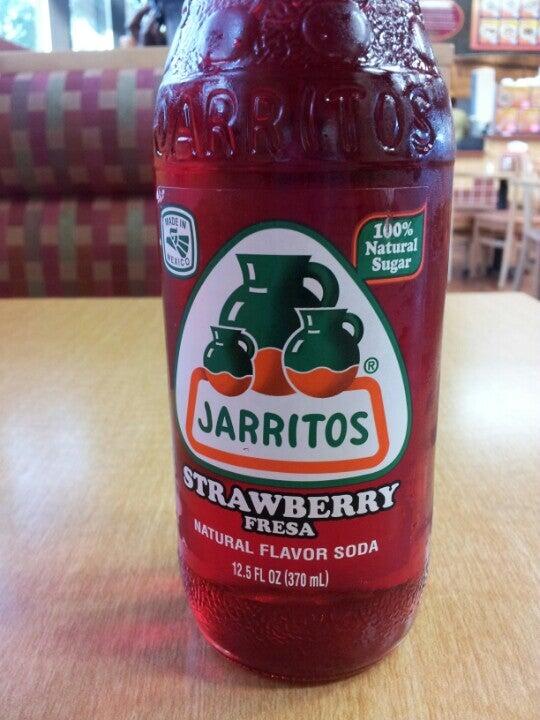 JARRITOS
MADE IN
MEXICO
100%
Natural
Sugar
®
JARRITOS
STRAWBERRY
FRESA
NATURAL FLAVOR SODA
12.5 FL OZ (370 mL)